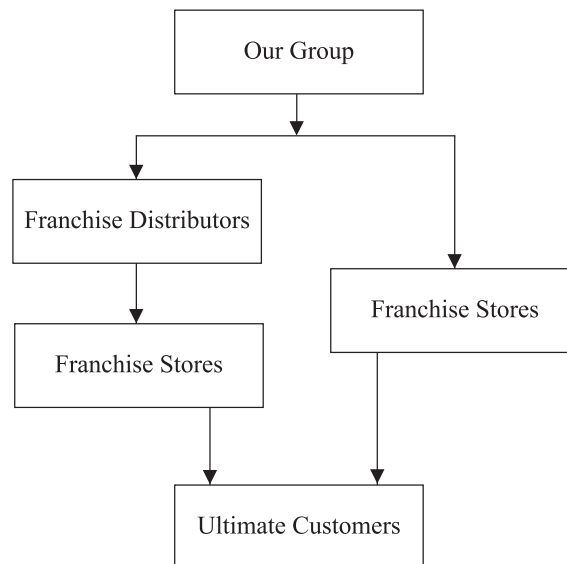 Our Group
Franchise Distributors
Franchise Stores
Franchise Stores
Ultimate Customers